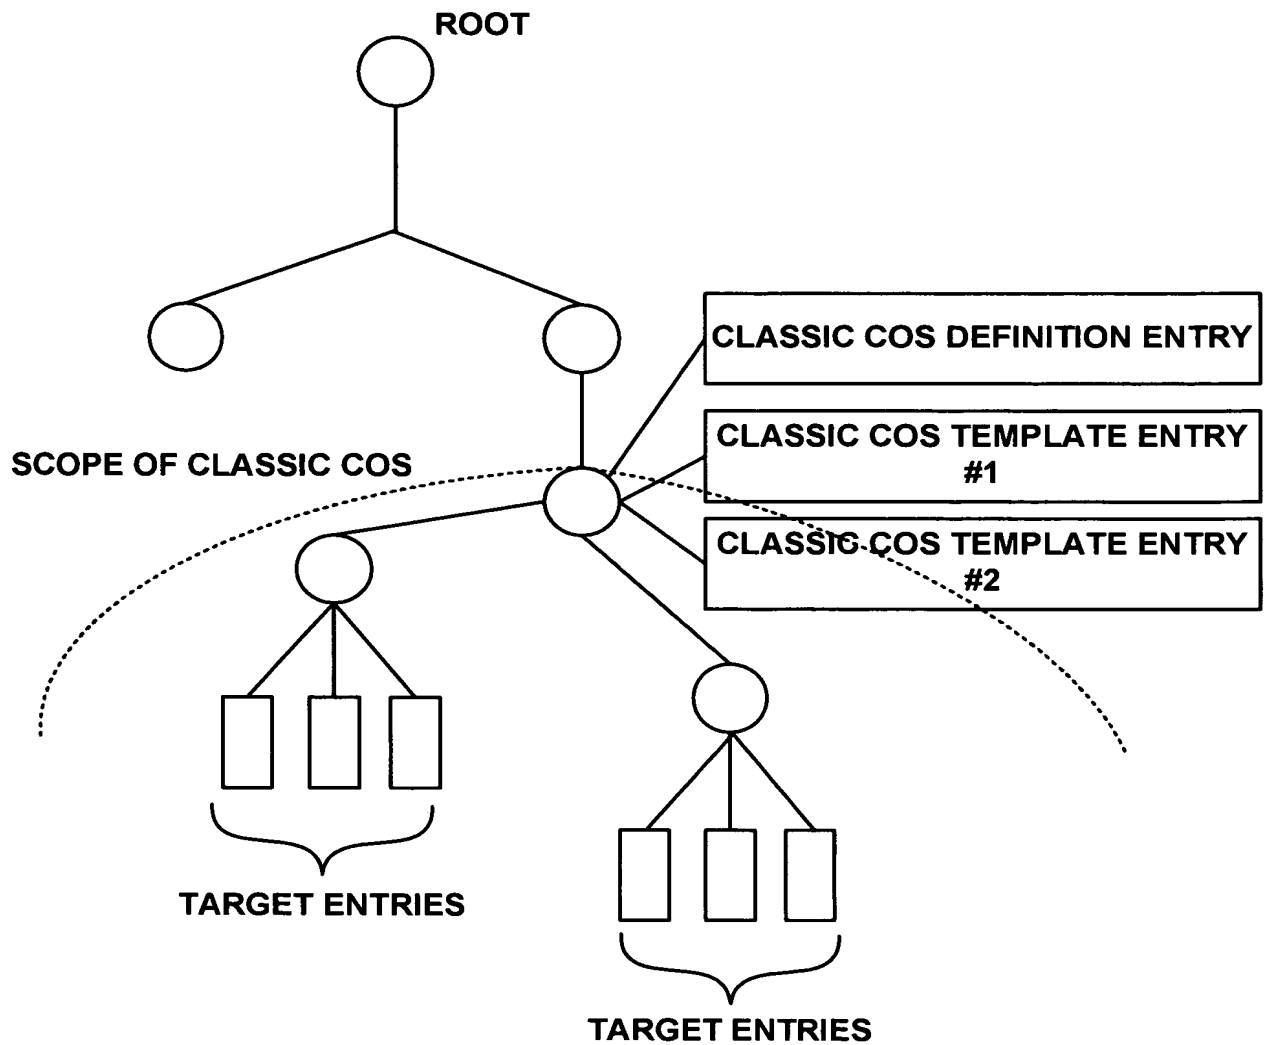 ROOT
CLASSIC COS DEFINITION ENTRY
CLASSIC COS TEMPLATE ENTRY
#1
SCOPE OF CLASSIC COS
CLASSIC COS TEMPLATE ENTRY
#2
TARGET ENTRIES
TARGET ENTRIES